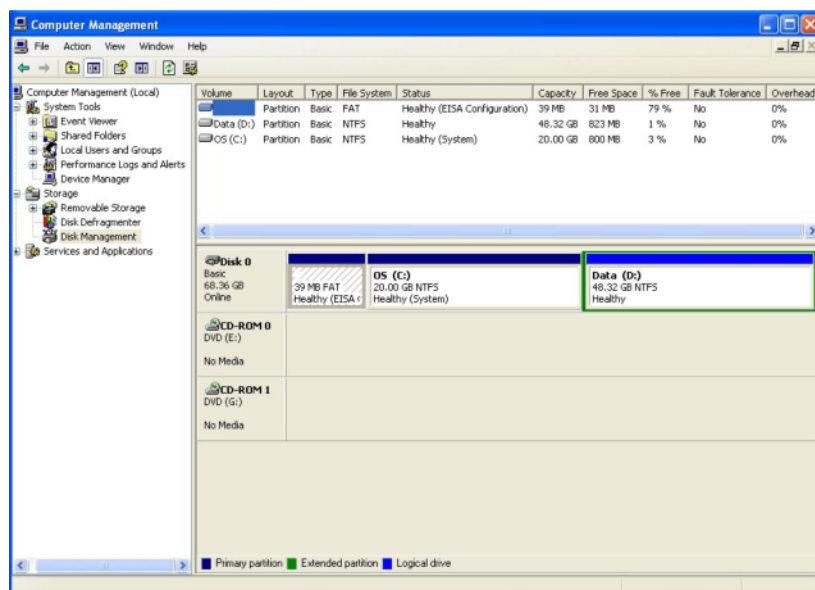 Computer Management
File Action View Window Help
Computer Management (Local)
System Tools
Event Viewer
Shared Folders
Local Users and Groups
Performance Logs and Alerts
Device Manager
Storage
Removable Storage
Disk Defragmenter
Disk Management
Services and Applications
Volume Layout Type File System Status Capacity Free Space % Free Fault Tolerance Overhead
Partition Basic FAT Healthy (EISA Configuration) 39 MB 31 MB 79 % No 0%
Data (D:) Partition Basic NTFS Healthy 48.32 GB 823 MB 1 % No 0%
OS (C:) Partition Basic NTFS Healthy (System) 20.00 GB 800 MB 3 % No 0%
Disk 0
Basic
68.36 GB
Online
39 MB FAT
Healthy (EISA
OS (C:)
20.00 GB NTFS
Healthy (System)
Data (D:)
48.32 GB NTFS
Healthy
CD-ROM 0
DVD (E:)
No Media
CD-ROM 1
DVD (G:)
No Media
Primary partition Extended partition Logical drive